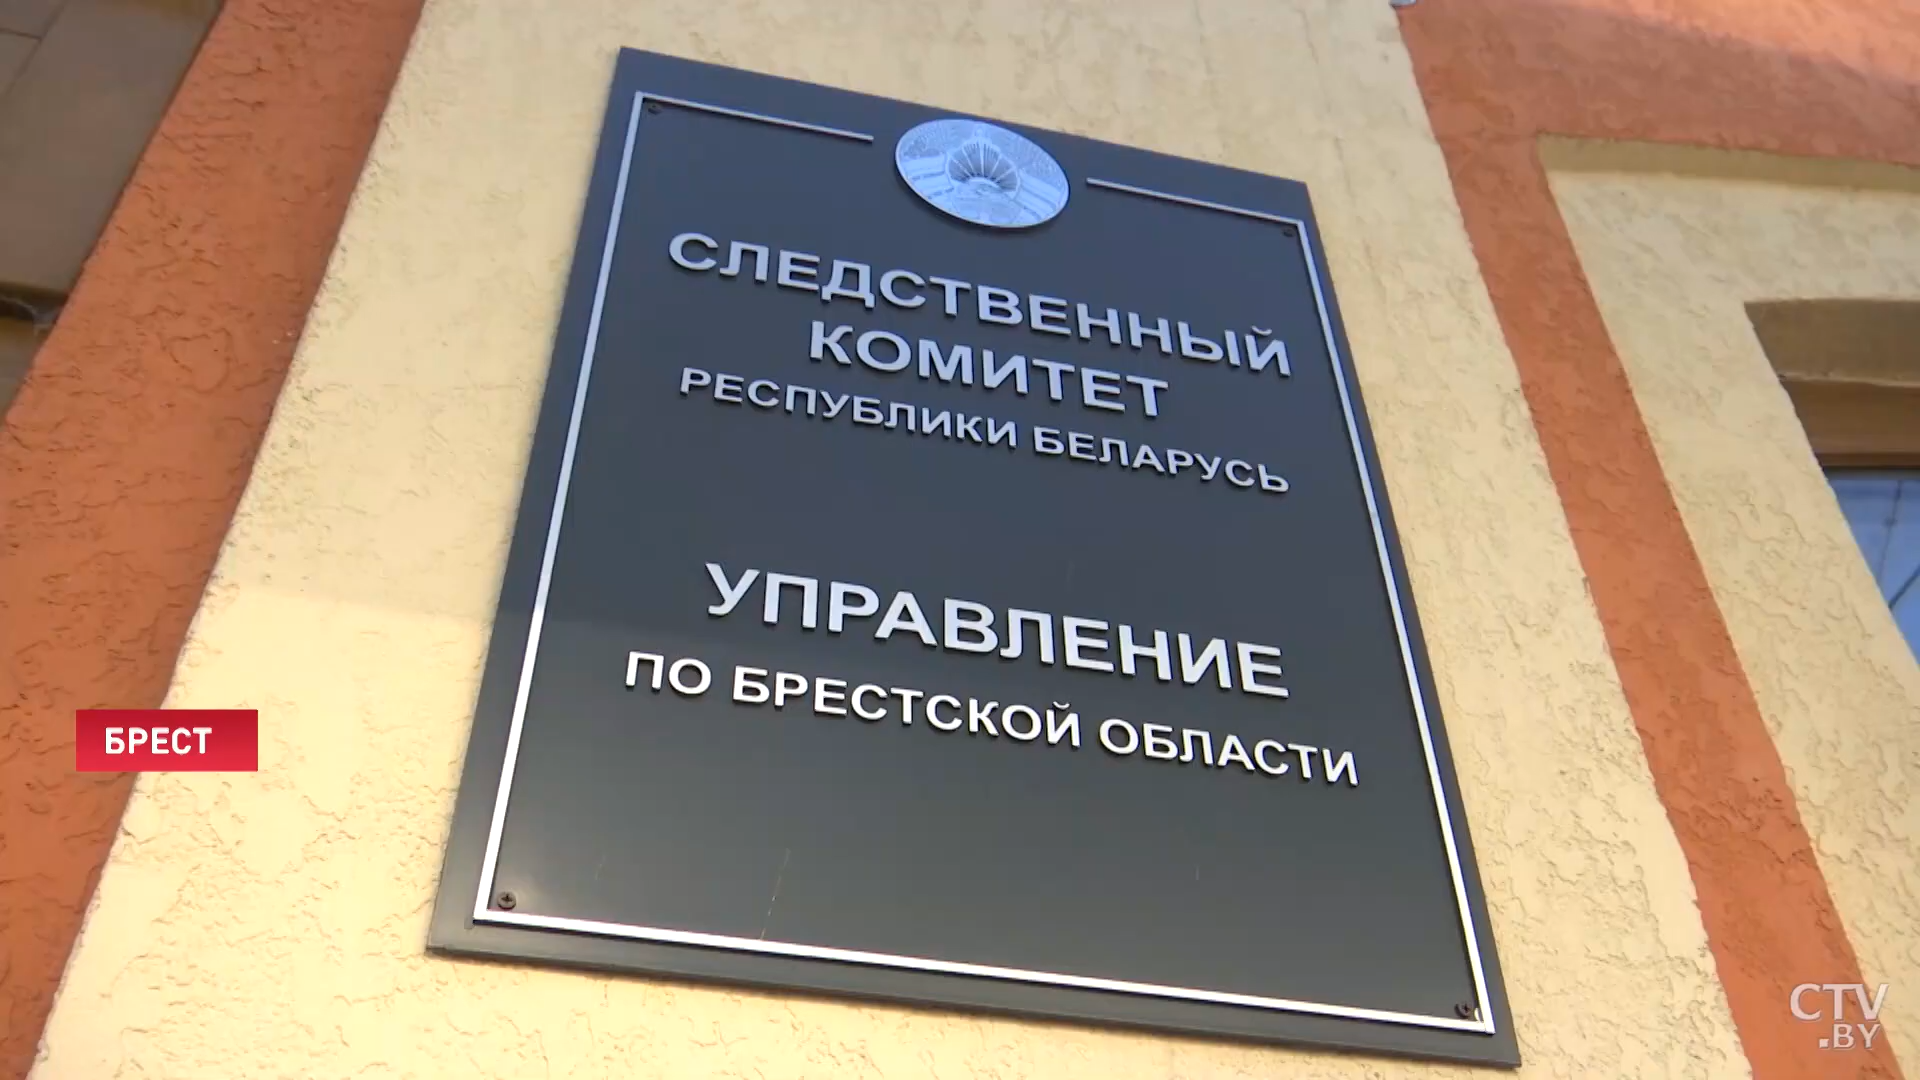 СЛЕДСТВЕННЫЙ
КОМИТЕТ
РЕСПУБЛИКИ БЕЛАРУСЬ
УПРАВЛЕНИЕ
ПО БРЕСТСКОЙ ОБЛАСТИ
БРЕСТ
CTV
.BY